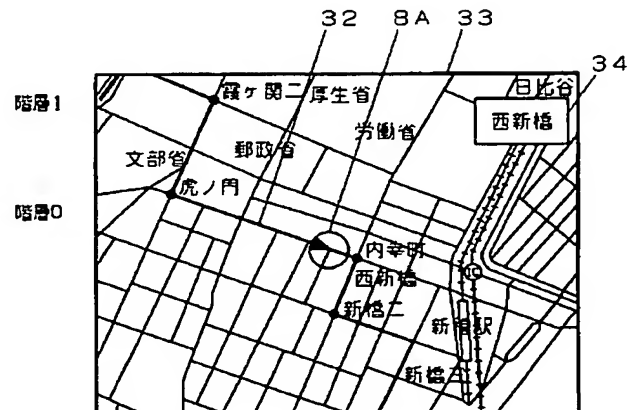 32 8A 33 34
階層1
階層0
日比谷
西新橋
霞ヶ関二
厚生省
労働省
郵政省
文部省
虎ノ門
内幸町
西新橋
新橋二
新橋駅
新橋三